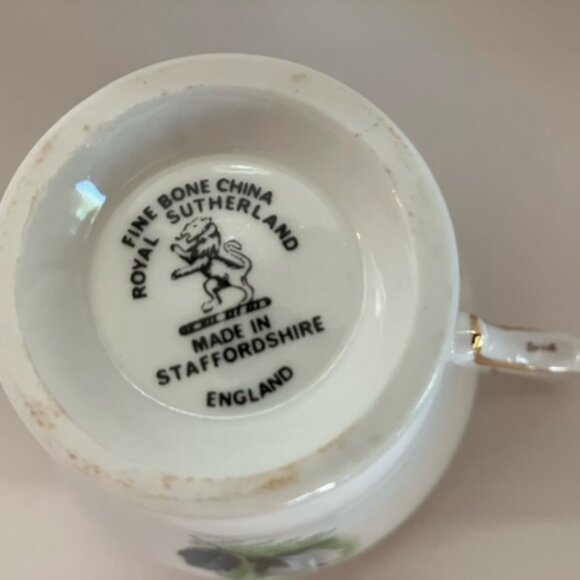 FINE BONE CHINA
ROYAL SUTHERLAND
MADE IN
STAFFORDSHIRE
ENGLAND